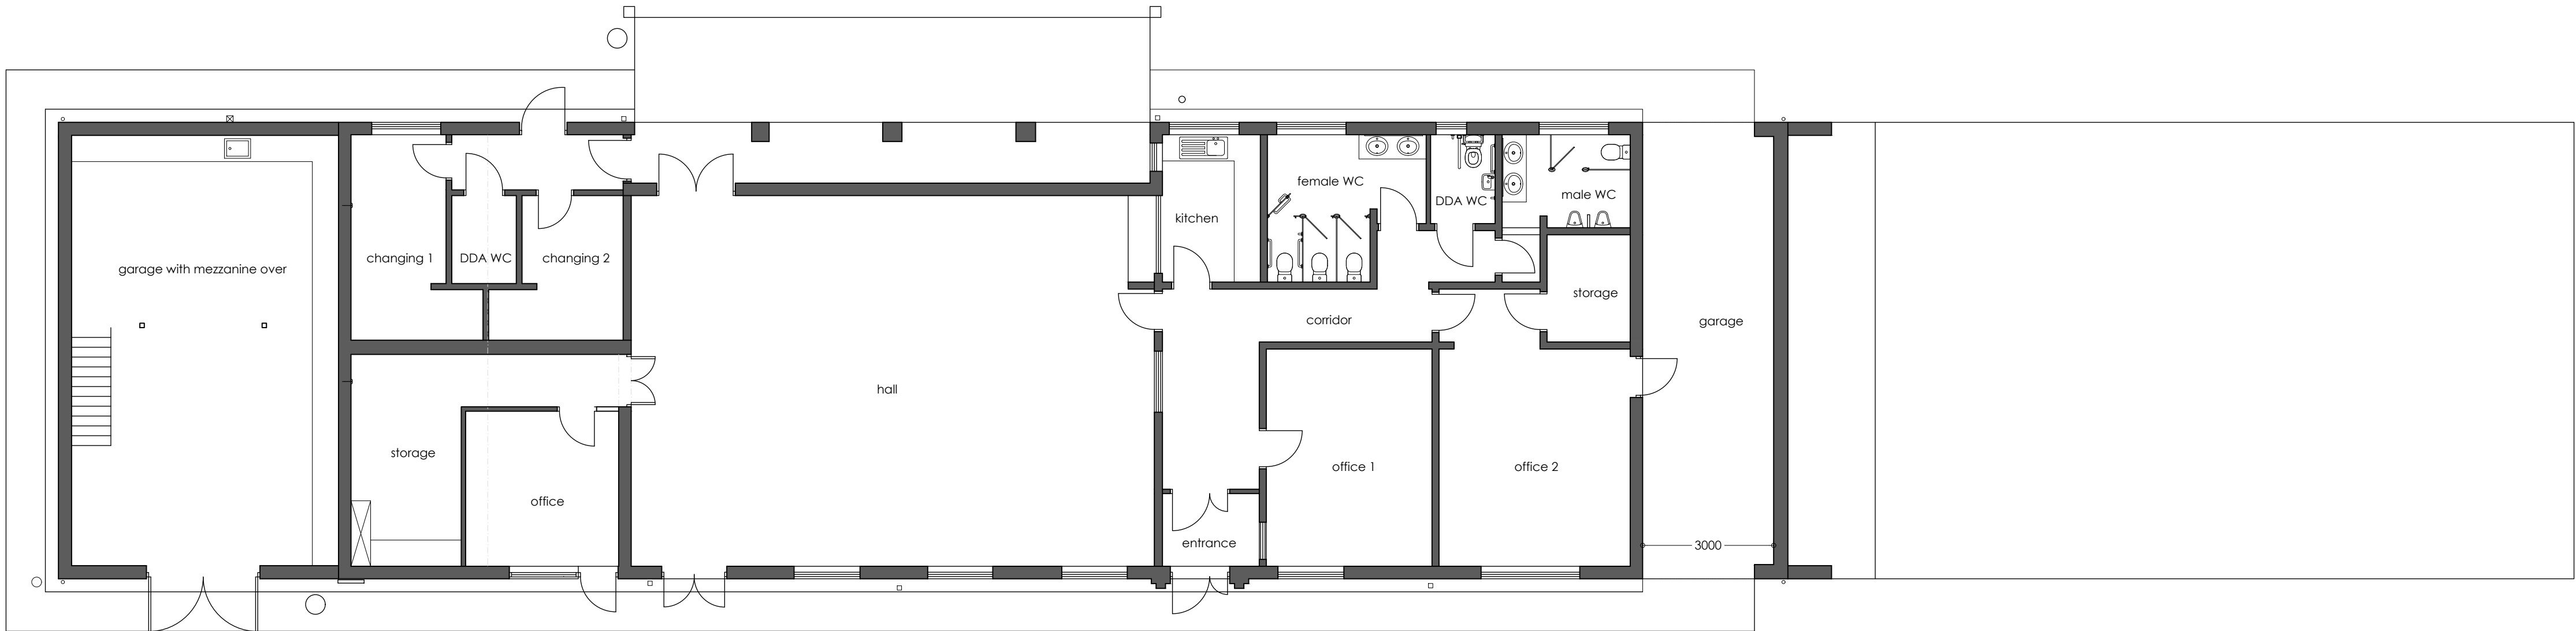 female WC
male WC
DDA WC
kitchen
changing 1
DDA WC
changing 2
garage with mezzanine over
storage
corridor
garage
hall
storage
office 1
office 2
office
entrance
3000